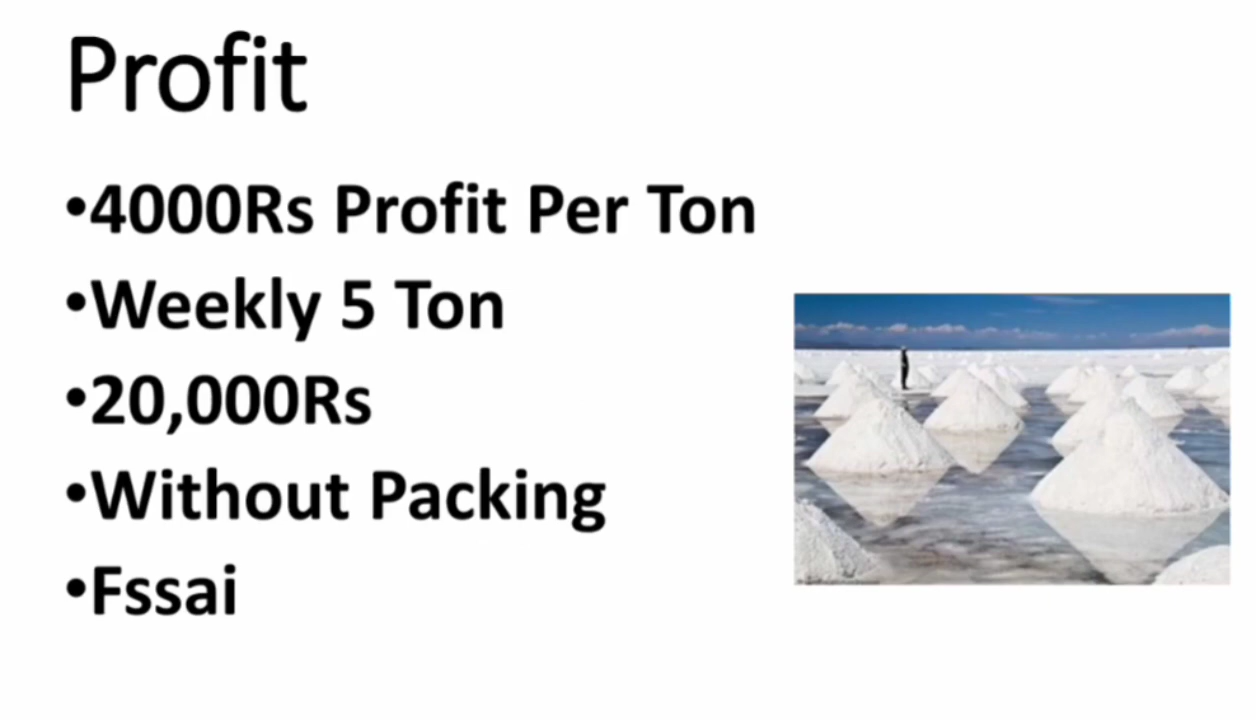 Profit
•4000Rs Profit Per Ton
•Weekly 5 Ton
•20,000Rs
•Without Packing
•Fssai